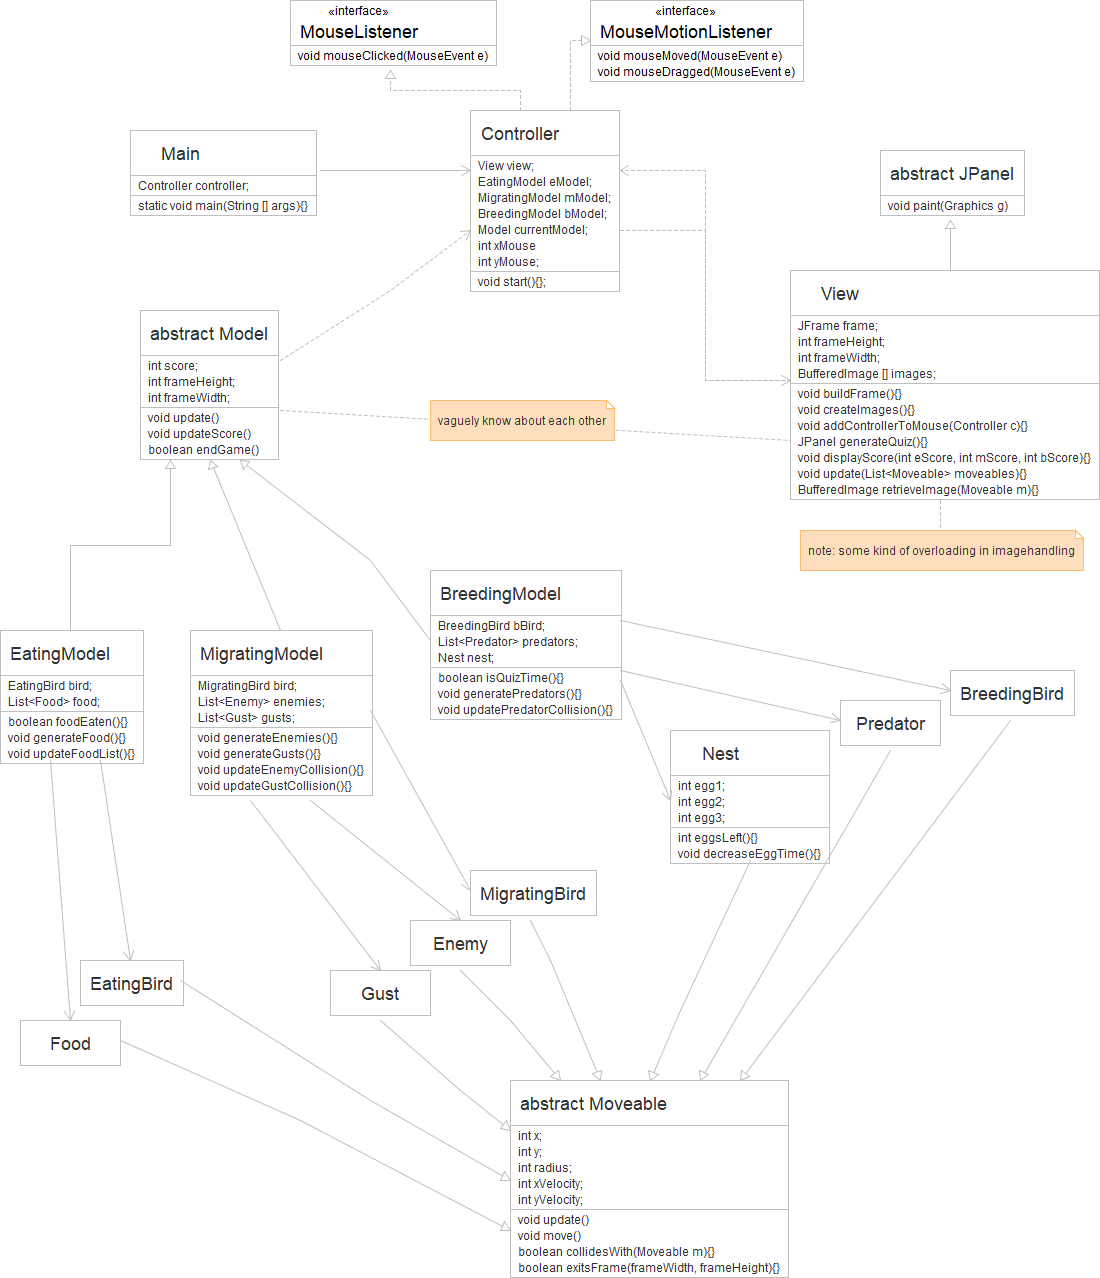 «interface»
MouseListener
void mouseClicked(MouseEvent e)
«interface»
MouseMotionListener
void mouseMoved(MouseEvent e)
void mouseDragged(MouseEvent e)
Main
Controller controller;
static void main(String [] args){}
Controller
View view;
EatingModel eModel;
MigratingModel mModel;
BreedingModel bModel;
Model currentModel;
int xMouse
int yMouse;
void start(){};
abstract JPanel
void paint(Graphics g)
View
JFrame frame;
int frameHeight;
int frameWidth;
BufferedImage [] images;
void buildFrame(){}
void createImages(){}
void addControllerToMouse(Controller c){}
JPanel generateQuiz(){}
void displayScore(int eScore, int mScore, int bScore){}
void update(List<Moveable> moveables){}
BufferedImage retrieveImage(Moveable m){}
abstract Model
int score;
int frameHeight;
int frameWidth;
void update()
void updateScore()
boolean endGame()
vaguely know about each other
note: some kind of overloading in imagehandling
EatingModel
EatingBird bird;
List<Food> food;
boolean foodEaten(){}
void generateFood(){}
void updateFoodList(){}
MigratingModel
MigratingBird bird;
List<Enemy> enemies;
List<Gust> gusts;
void generateEnemies(){}
void generateGusts(){}
void updateEnemyCollision(){}
void updateGustCollision(){}
BreedingModel
BreedingBird bBird;
List<Predator> predators;
Nest nest;
boolean isQuizTime(){}
void generatePredators(){}
void updatePredatorCollision(){}
BreedingBird
Predator
Nest
int egg1;
int egg2;
int egg3;
int eggsLeft(){}
void decreaseEggTime(){}
MigratingBird
Enemy
Gust
EatingBird
Food
abstract Moveable
int x;
int y;
int radius;
int xVelocity;
int yVelocity;
void update()
void move()
boolean collidesWith(Moveable m){}
boolean exitsFrame(frameWidth, frameHeight){}